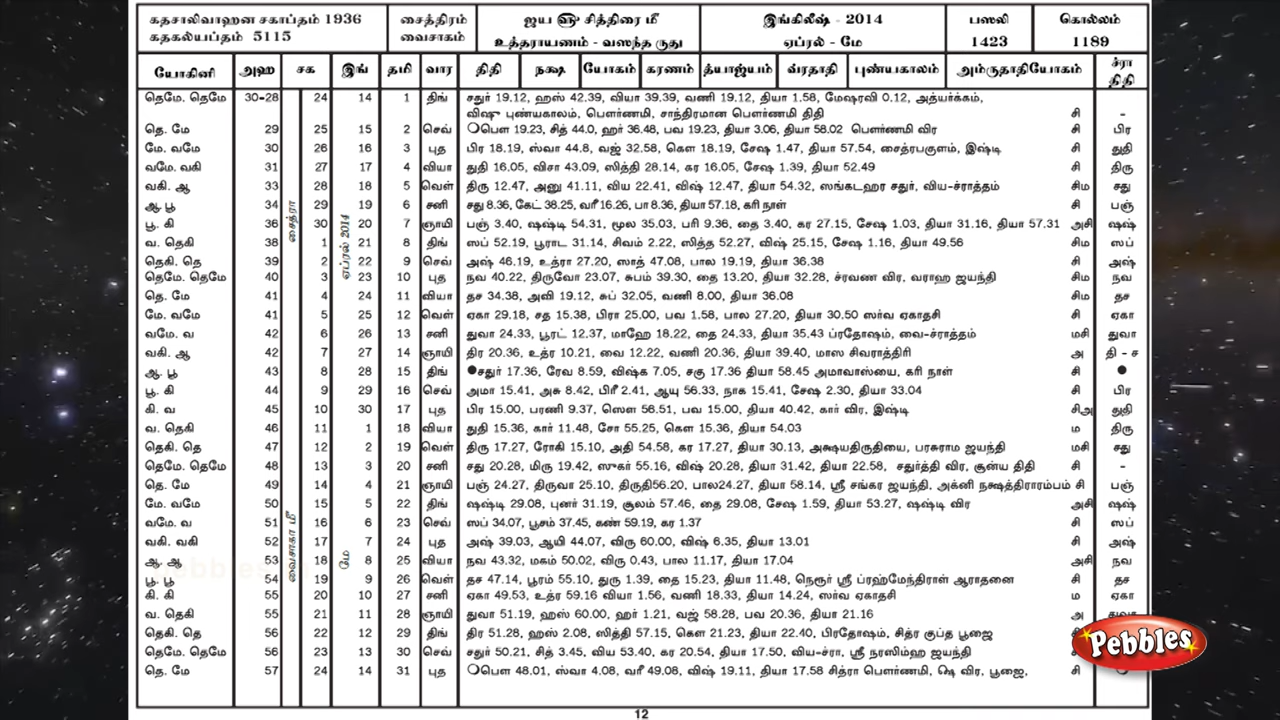 கதசாலிவாஹன சகாப்தம் 1936 சைத்திரம் ஜய ௵ சித்திரை மீ இங்கிலீஷ் - 2014 பஸலி கொல்லம்
கதகல்யப்தம் 5115 வைசாகம் உத்தராயணம் - வஸந்த ருது ஏப்ரல் - மே 1423 1189
யோகினி அஹ சக இங் தமி வார திதி நக்ஷ யோகம் கரணம் த்யாஜ்யம் வ்ரதாதி புண்யகாலம் அம்ருதாதியோகம் ச்ரா திதி
தெமே. தெமே 30-28 24 14 1 திங் சதுர் 19.12, ஹஸ் 42.39, வியா 39.39, வணி 19.12, தியா 1.58, மேஷரவி 0.12, அத்யர்க்கம்,
விஷு புண்யகாலம், பௌர்ணமி, சாந்திரமான பௌர்ணமி திதி சி -
தெ. மே 29 25 15 2 செவ் ○பௌ 19.23, சித் 44.0, ஹர் 36.48, பவ 19.23, தியா 3.06, தியா 58.02 பௌர்ணமி விர சி பிர
மே. வமே 30 26 16 3 புத பிர 18.19, ஸ்வா 44.8, வஜ் 32.58, கௌ 18.19, சேஷ 1.47, தியா 57.54, சைத்ரபகுளம், இஷ்டி சி துதி
வமே. வகி 31 27 17 4 வியா துதி 16.05, விசா 43.09, ஸித்தி 28.14, கர 16.05, சேஷ 1.39, தியா 52.49 சி திரு
வகி. ஆ 33 28 18 5 வெள் திரு 12.47, அனு 41.11, விய 22.41, விஷ் 12.47, தியா 54.32, ஸங்கடஹர சதுர், விய-ச்ராத்தம் சிம சது
ஆ. பூ 34 29 19 6 சனி சது 8.36, கேட் 38.25, வரீ 16.26, பா 8.36, தியா 57.18, கரி நாள் சி பஞ்
பூ. கி 36 சைத்ரா 30 ஏப்ரல் 2014 20 7 ஞாயி பஞ் 3.40, ஷஷ்டி 54.31, மூல 35.03, பரி 9.36, தை 3.40, கர 27.15, சேஷ 1.03, தியா 31.16, தியா 57.31 அசி ஷஷ்
வ. தெகி 38 1 21 8 திங் ஸப் 52.19, பூராட 31.14, சிவம் 2.22, ஸித்த 52.27, விஷ் 25.15, சேஷ 1.16, தியா 49.56 சிம ஸப்
தெகி. தெ 39 2 22 9 செவ் அஷ் 46.19, உத்ரா 27.20, ஸாத் 47.08, பால 19.19, தியா 36.38 சி அஷ்
தெமே. தெமே 40 3 23 10 புத நவ 40.22, திருவோ 23.07, சுபம் 39.30, தை 13.20, தியா 32.28, ச்ரவண விர, வராஹ ஜயந்தி சிம நவ
தெ. மே 41 4 24 11 வியா தச 34.38, அவி 19.12, சுப் 32.05, வணி 8.00, தியா 36.08 சிம தச
மே. வமே 41 5 25 12 வெள் ஏகா 29.18, சத 15.38, பிரா 25.00, பவ 1.58, பால 27.20, தியா 30.50 ஸர்வ ஏகாதசி சி ஏகா
வமே. வ 42 6 26 13 சனி துவா 24.33, பூரட் 12.37, மாஹே 18.22, தை 24.33, தியா 35.43 ப்ரதோஷம், வை-ச்ராத்தம் மசி துவா
வகி. ஆ 42 7 27 14 ஞாயி திர 20.36, உத்ர 10.21, வை 12.22, வணி 20.36, தியா 39.40, மாஸ சிவராத்திரி அ தி - ச
ஆ. பூ 43 8 28 15 திங் ●சதுர் 17.36, ரேவ 8.59, விஷ்க 7.05, சகு 17.36 தியா 58.45 அமாவாஸ்யை, கரி நாள் சி ●
பூ. கி 44 9 29 16 செவ் அமா 15.41, அசு 8.42, பிரீ 2.41, ஆயு 56.33, நாக 15.41, சேஷ 2.30, தியா 33.04 சி பிர
கி. வ 45 10 30 17 புத பிர 15.00, பரணி 9.37, ஸௌ 56.51, பவ 15.00, தியா 40.42, கார் விர, இஷ்டி சிஅ துதி
வ. தெகி 46 11 1 18 வியா துதி 15.36, கார் 11.48, சோ 55.25, கௌ 15.36, தியா 54.03 ம திரு
தெகி. தெ 47 12 2 19 வெள் திரு 17.27, ரோகி 15.10, அதி 54.58, கர 17.27, தியா 30.13, அக்ஷயதிருதியை, பரசுராம ஜயந்தி மசி சது
தெமே. தெமே 48 13 3 20 சனி சது 20.28, மிரு 19.42, ஸுகர் 55.16, விஷ் 20.28, தியா 31.42, தியா 22.58, சதுர்த்தி விர, சூன்ய திதி சி -
தெ. மே 49 14 4 21 ஞாயி பஞ் 24.27, திருவா 25.10, திருதி56.20, பால24.27, தியா 58.14, ஸ்ரீ சங்கர ஜயந்தி, அக்னி நக்ஷத்திராரம்பம் சி பஞ்
மே. வமே 50 15 5 22 திங் ஷஷ்டி 29.08, புனர் 31.19, சூலம் 57.46, தை 29.08, சேஷ 1.59, தியா 53.27, ஷஷ்டி விர அசி ஷஷ்
வமே. வ 51 வைசாகா மீ 16 6 23 செவ் ஸப் 34.07, பூசம் 37.45, கண் 59.19, கர 1.37 சி ஸப்
வகி. வகி 52 17 7 24 புத அஷ் 39.03, ஆயி 44.07, விரு 60.00, விஷ் 6.35, தியா 13.01 சி அஷ்
ஆ. ஆ 53 18 மே 8 25 வியா நவ 43.32, மகம் 50.02, விரு 0.43, பால 11.17, தியா 17.04 அசி நவ
பூ. பூ 54 19 9 26 வெள் தச 47.14, பூரம் 55.10, துரு 1.39, தை 15.23, தியா 11.48, நெரூர் ஸ்ரீ ப்ரஹ்மேந்திராள் ஆராதனை சி தச
கி. கி 55 20 10 27 சனி ஏகா 49.53, உத்ர 59.16 வியா 1.56, வணி 18.33, தியா 14.24, ஸர்வ ஏகாதசி ம ஏகா
வ. தெகி 55 21 11 28 ஞாயி துவா 51.19, ஹஸ் 60.00, ஹர் 1.21, வஜ் 58.28, பவ 20.36, தியா 21.16 அ துவா
தெகி. தெ 56 22 12 29 திங் திர 51.28, ஹஸ் 2.08, ஸித்தி 57.15, கௌ 21.23, தியா 22.40, பிரதோஷம், சித்ர குப்த பூஜை
தெமே. தெமே 56 23 13 30 செவ் சதுர் 50.21, சித் 3.45, விய 53.40, கர 20.54, தியா 17.50, விய-ச்ரா, ஸ்ரீ நரஸிம்ஹ ஜயந்தி சி
தெ. மே 57 24 14 31 புத ○பௌ 48.01, ஸ்வா 4.08, வரீ 49.08, விஷ் 19.11, தியா 17.58 சித்ரா பௌர்ணமி, விர, பூஜை, சி
12
Pebbles